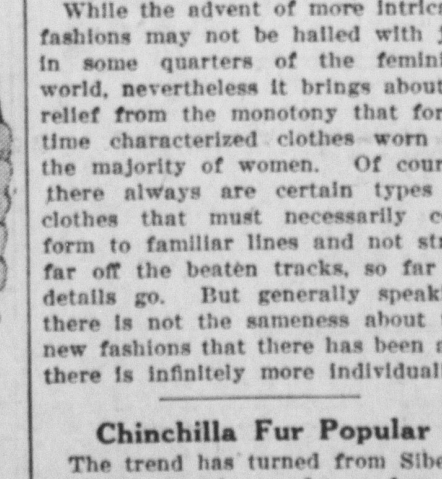 While the advent of more intrica
fashions may not be hailed with j
in some quarters of the femini
world, nevertheless it brings about
relief from the monotony that for
time characterized clothes worn
the majority of women. Of cour
there always are certain types
clothes that must necessarily c
form to familiar lines and not str
far off the beaten tracks, so far
details go. But generally speaki
there is not the sameness about
new fashions that there has been a
there is infinitely more individuali
Chinchilla Fur Popular
The trend has turned from Sibe